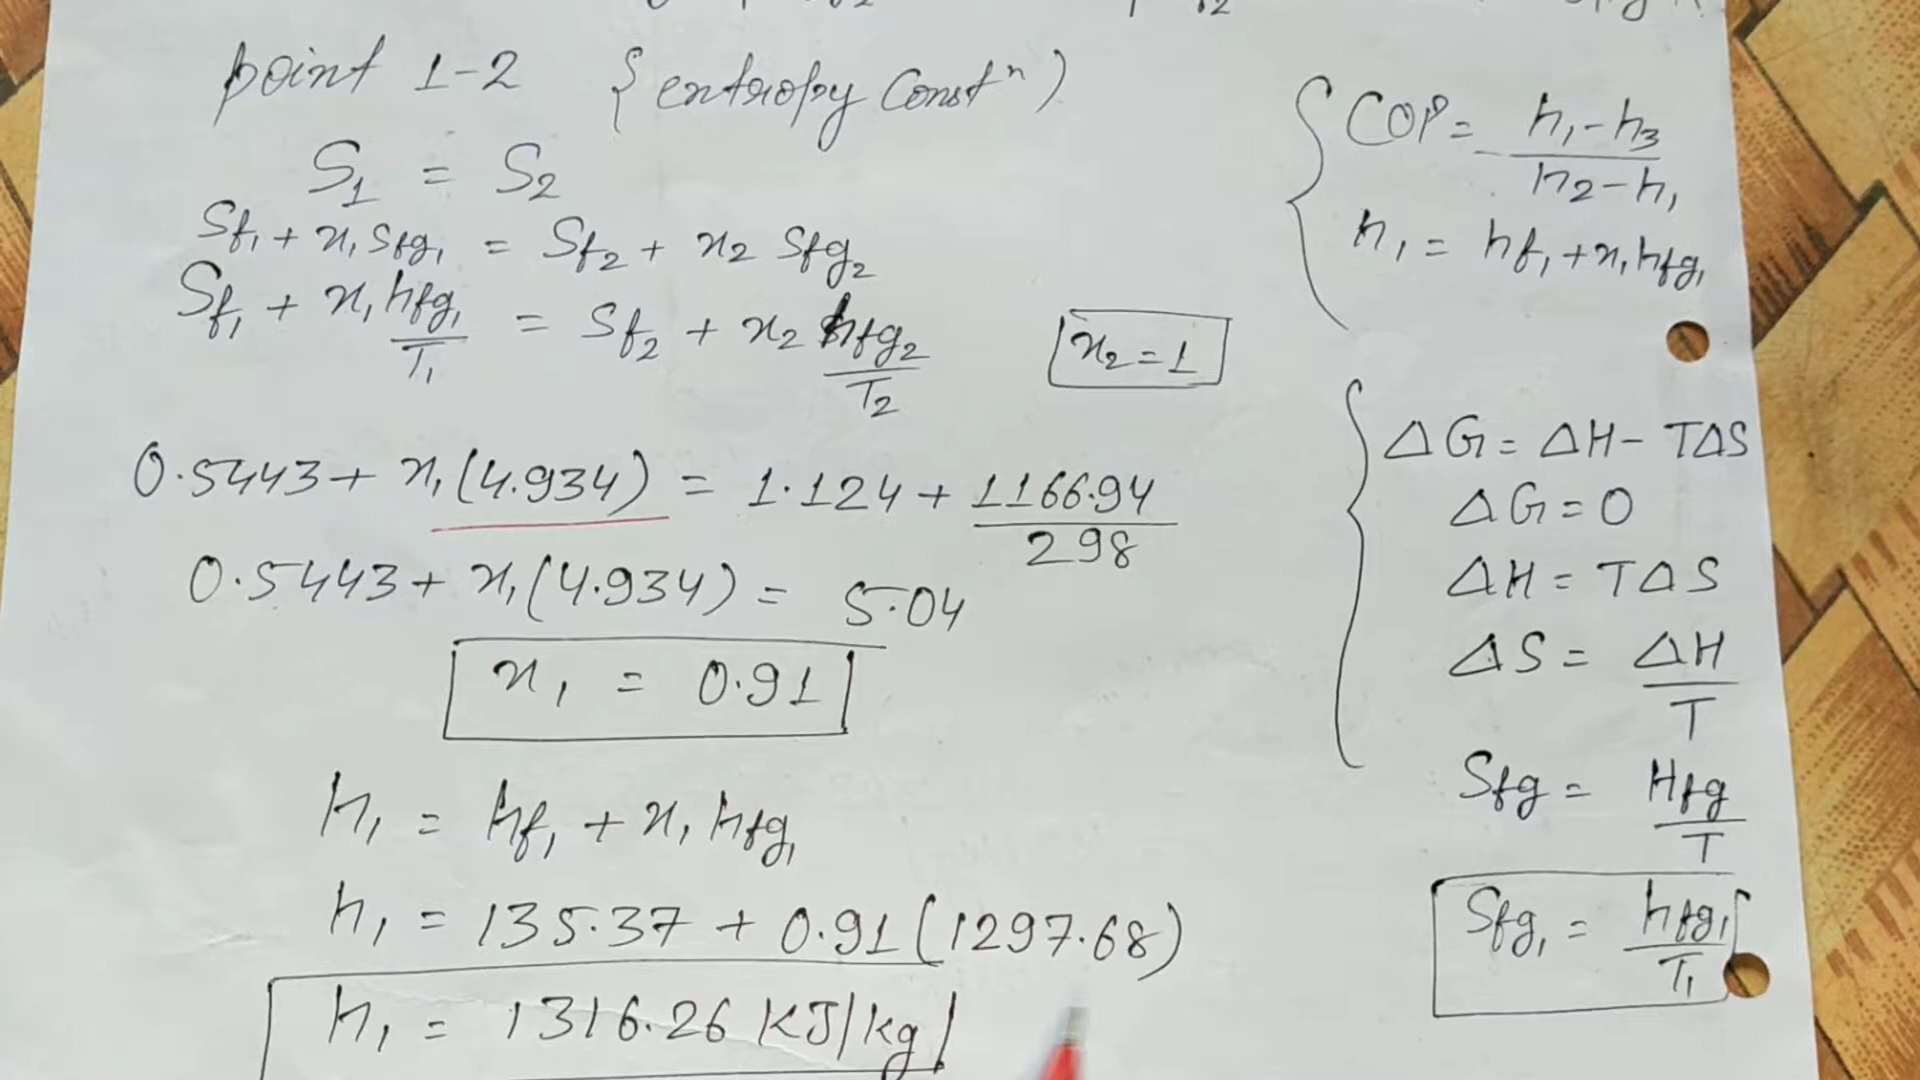 point 1-2 {entropy Constⁿ)
S₁ = S₂
Sf₁ + x₁ Sfg₁ = Sf₂ + x₂ Sfg₂
Sf₁ + x₁ hfg₁/T₁ = Sf₂ + x₂ hfg₂/T₂
x₂ = 1
0.5443 + x₁(4.934) = 1.124 + 1166.94/298
0.5443 + x₁(4.934) = 5.04
x₁ = 0.91
h₁ = hf₁ + x₁ hfg₁
h₁ = 135.37 + 0.91(1297.68)
h₁ = 1316.26 KJ/kg
COP = h₁-h₃/h₂-h₁
h₁ = hf₁ + x₁ hfg₁
ΔG = ΔH - TΔS
ΔG = 0
ΔH = TΔS
ΔS = ΔH/T
Sfg = Hfg/T
Sfg₁ = hfg₁/T₁